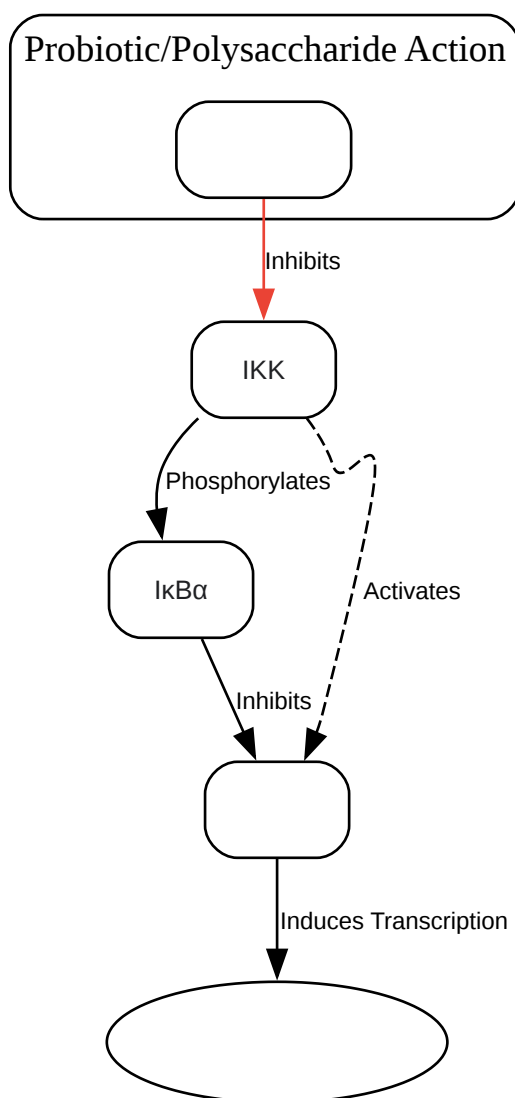 Probiotic/Polysaccharide Action
Inhibits
IKK
Phosphorylates
IκBα
Activates
Inhibits
Induces Transcription